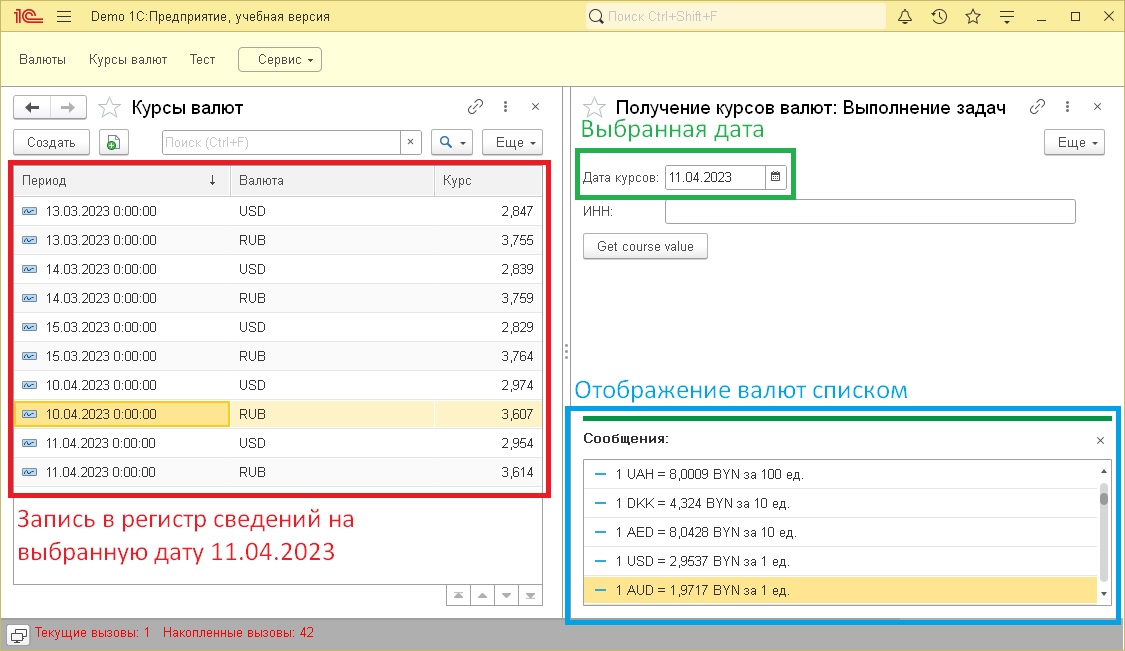 1С Demo 1С:Предприятие, учебная версия Поиск Ctrl+Shift+F
Валюты Курсы валют Тест Сервис
Курсы валют
Создать Поиск (Ctrl+F) × Еще
Период ↓ Валюта Курс
13.03.2023 0:00:00 USD 2,847
13.03.2023 0:00:00 RUB 3,755
14.03.2023 0:00:00 USD 2,839
14.03.2023 0:00:00 RUB 3,759
15.03.2023 0:00:00 USD 2,829
15.03.2023 0:00:00 RUB 3,764
10.04.2023 0:00:00 USD 2,974
10.04.2023 0:00:00 RUB 3,607
11.04.2023 0:00:00 USD 2,954
11.04.2023 0:00:00 RUB 3,614
Запись в регистр сведений на
выбранную дату 11.04.2023
Получение курсов валют: Выполнение задач
Выбранная дата
Еще
Дата курсов: 11.04.2023
ИНН:
Get course value
Отображение валют списком
Сообщения:
1 UAH = 8,0009 BYN за 100 ед.
1 DKK = 4,324 BYN за 10 ед.
1 AED = 8,0428 BYN за 10 ед.
1 USD = 2,9537 BYN за 1 ед.
1 AUD = 1,9717 BYN за 1 ед.
Текущие вызовы: 1 Накопленные вызовы: 42